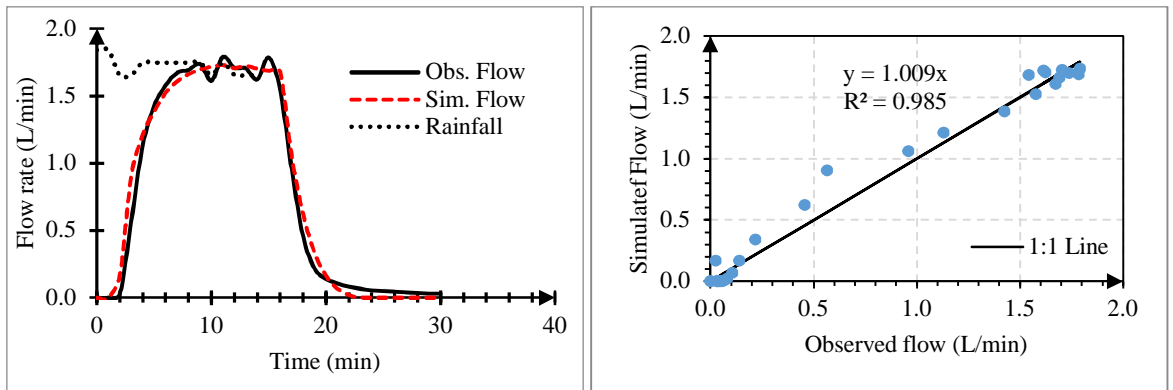 Flow rate (L/min)
2.0
1.5
1.0
0.5
0.0
0
10
20
30
40
Time (min)
Obs. Flow
Sim. Flow
Rainfall
Simulatef Flow (L/min)
2.0
1.5
1.0
0.5
0.0
0.0
0.5
1.0
1.5
2.0
Observed flow (L/min)
y = 1.009x
R² = 0.985
1:1 Line